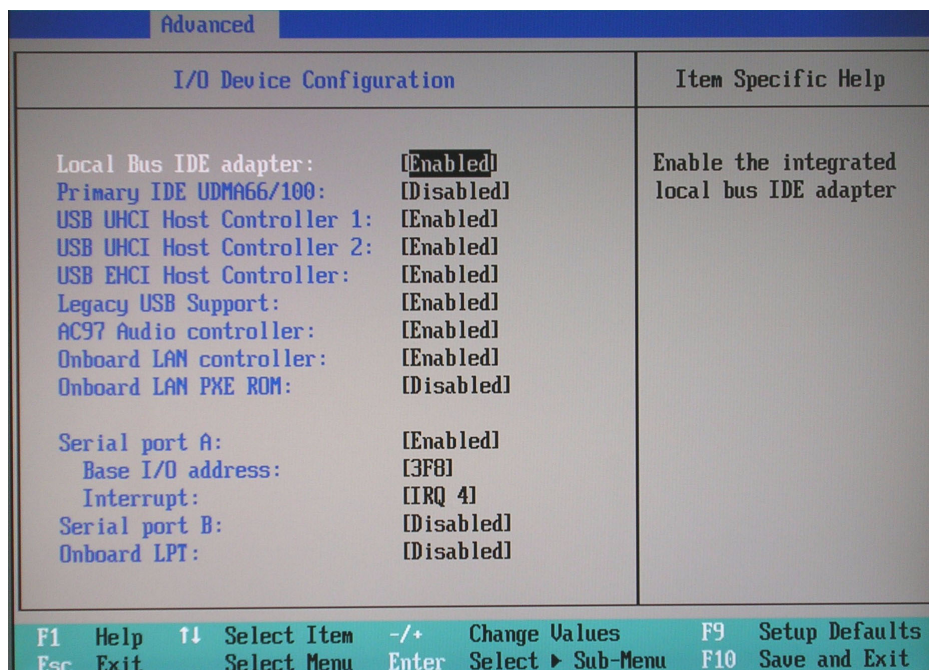 Advanced
I/O Device Configuration
Item Specific Help
Local Bus IDE adapter: [Enabled]
Primary IDE UDMA66/100: [Disabled]
USB UHCI Host Controller 1: [Enabled]
USB UHCI Host Controller 2: [Enabled]
USB EHCI Host Controller: [Enabled]
Legacy USB Support: [Enabled]
AC97 Audio controller: [Enabled]
Onboard LAN controller: [Enabled]
Onboard LAN PXE ROM: [Disabled]
Serial port A: [Enabled]
Base I/O address: [3F8]
Interrupt: [IRQ 4]
Serial port B: [Disabled]
Onboard LPT: [Disabled]
Enable the integrated
local bus IDE adapter
F1 Help ↑↓ Select Item -/+ Change Values F9 Setup Defaults
Esc Exit Select Menu Enter Select ▶ Sub-Menu F10 Save and Exit